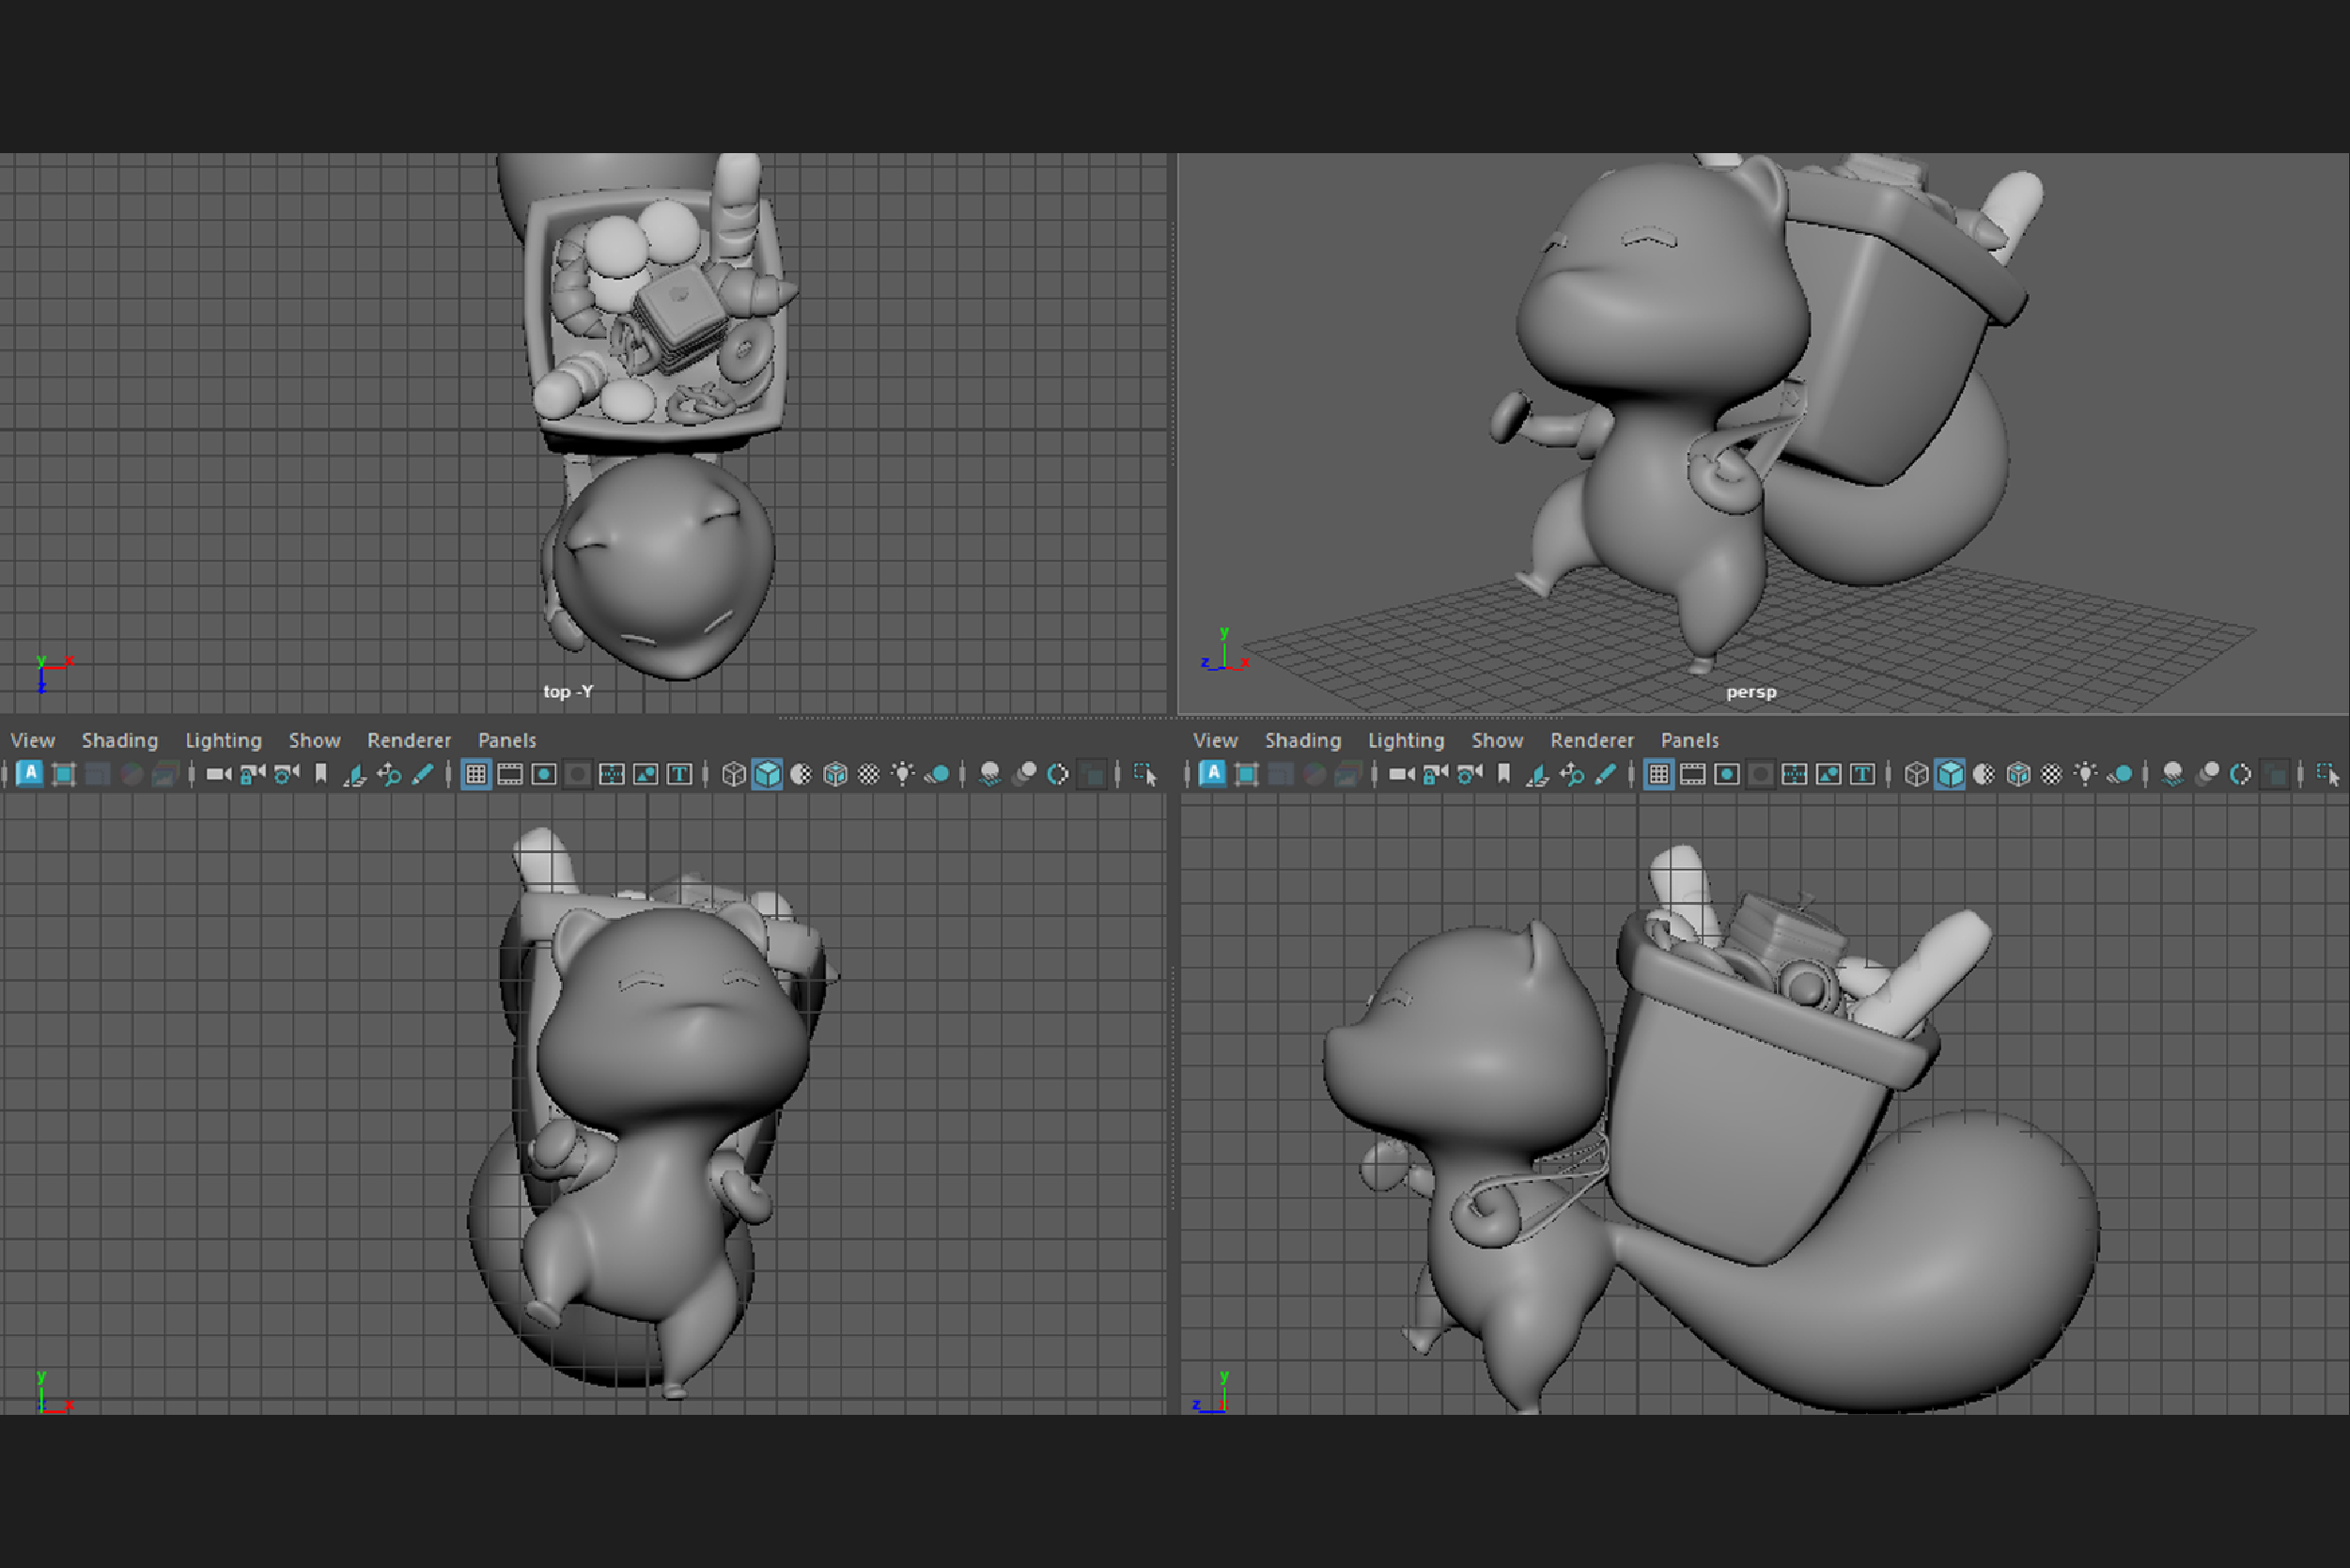 y x
z
top -Y
y
z x
persp
View Shading Lighting Show Renderer Panels
A T
View Shading Lighting Show Renderer Panels
A T
y
z x
y
z